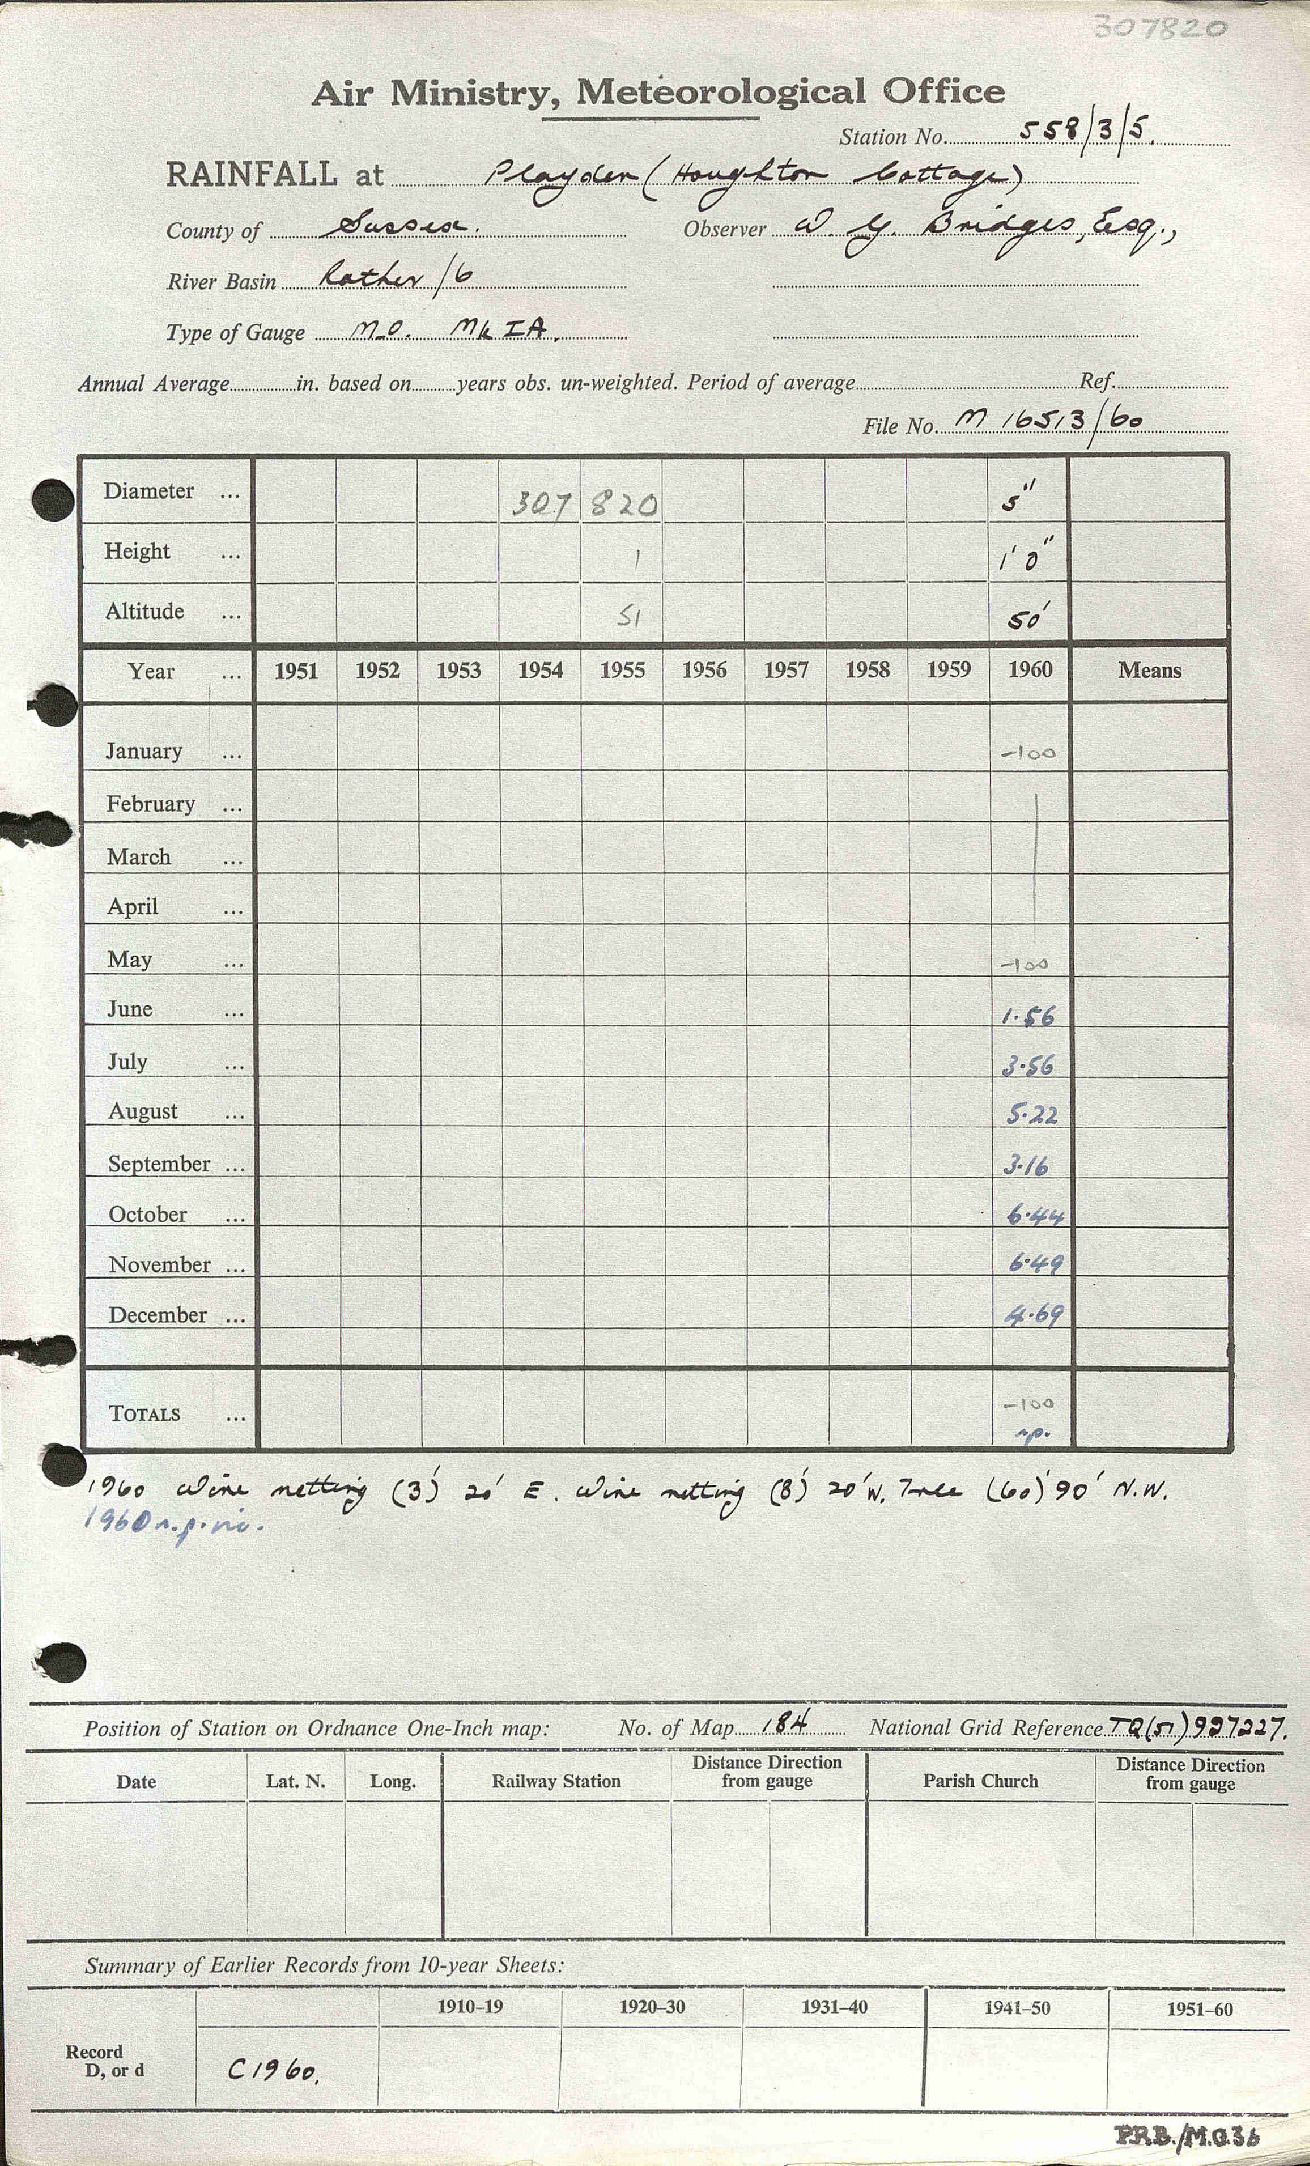 307820
Air Ministry, Meteorological Office
Station No. 558/3/5.
RAINFALL at Playden (Houghton Cottage)
County of Sussex. Observer W. G. Bridges, Esq.,
River Basin Rother /6
Type of Gauge M.O. Mk IA.
Annual Average in. based on years obs. un-weighted. Period of average Ref.
File No. M 16513/60
Diameter ... 307 820 5"
Height ... 1 1' 0"
Altitude ... 51 50'
Year ... 1951 1952 1953 1954 1955 1956 1957 1958 1959 1960 Means
January ... -100
February ...
March ...
April ...
May ... -100
June ... 1.56
July ... 3.56
August ... 5.22
September ... 3.16
October ... 6.44
November ... 6.49
December ... 4.69
TOTALS ... -100
n.p.
1960 Wire netting (3') 20' E. Wire netting (8') 20' W. Tree (60') 90' N.W.
1960 n.p. in.
Position of Station on Ordnance One-Inch map: No. of Map 184 National Grid Reference TQ(51)927227.
Date Lat. N. Long. Railway Station Distance Direction from gauge Parish Church Distance Direction from gauge
Summary of Earlier Records from 10-year Sheets:
1910-19 1920-30 1931-40 1941-50 1951-60
Record
D, or d C1960.
P.R.B./M.O.36